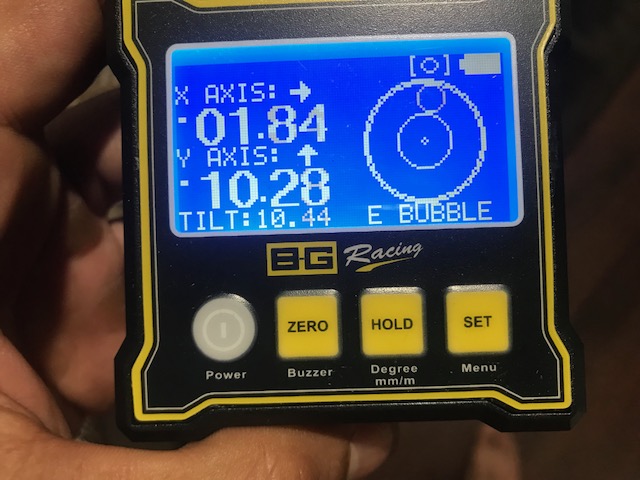 X AXIS: →
-01.84
Y AXIS: ↑
-10.28
TILT:10.44 E BUBBLE
B-G Racing
ZERO HOLD SET
Power Buzzer Degree Menu
mm/m